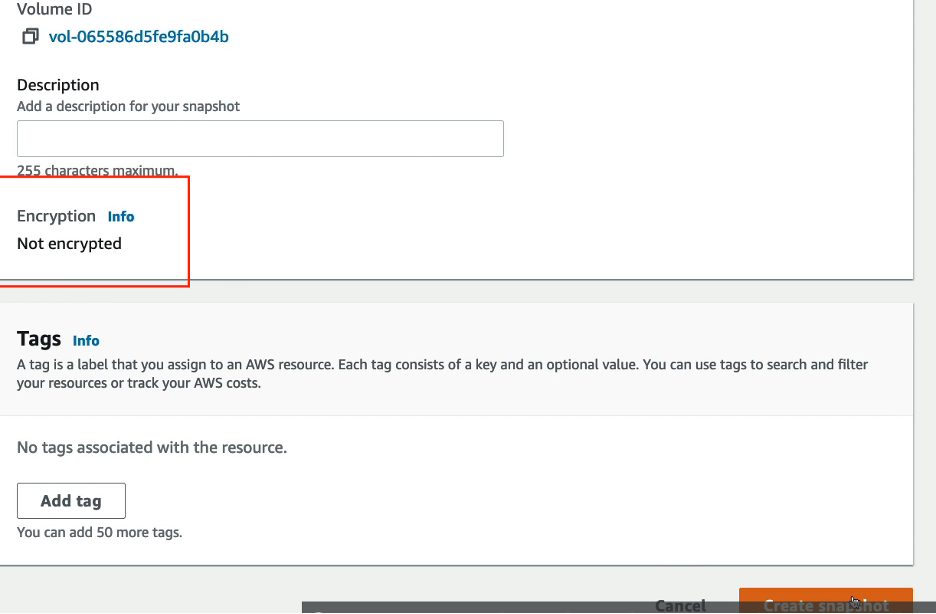 Volume ID
vol-065586d5fe9fa0b4b
Description
Add a description for your snapshot
255 characters maximum.
Encryption Info
Not encrypted
Tags Info
A tag is a label that you assign to an AWS resource. Each tag consists of a key and an optional value. You can use tags to search and filter
your resources or track your AWS costs.
No tags associated with the resource.
Add tag
You can add 50 more tags.
Cancel Create snapshot